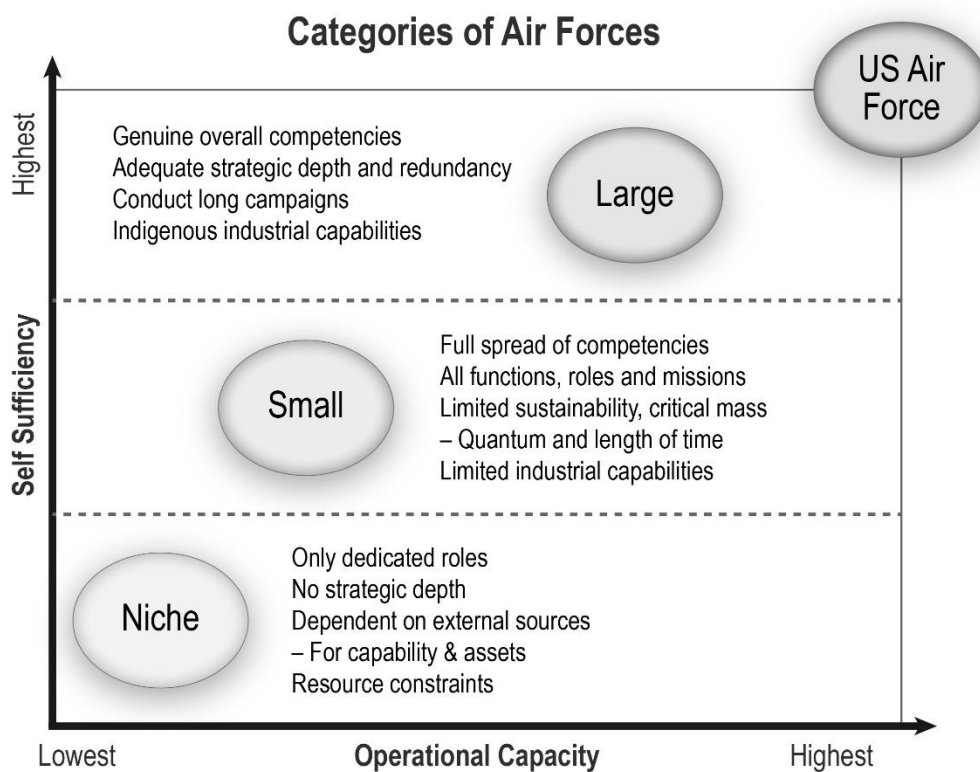 Categories of Air Forces
US Air
Force
Highest
Genuine overall competencies
Adequate strategic depth and redundancy
Conduct long campaigns
Indigenous industrial capabilities
Large
Self Sufficiency
Small
Full spread of competencies
All functions, roles and missions
Limited sustainability, critical mass
– Quantum and length of time
Limited industrial capabilities
Niche
Only dedicated roles
No strategic depth
Dependent on external sources
– For capability & assets
Resource constraints
Lowest
Operational Capacity
Highest